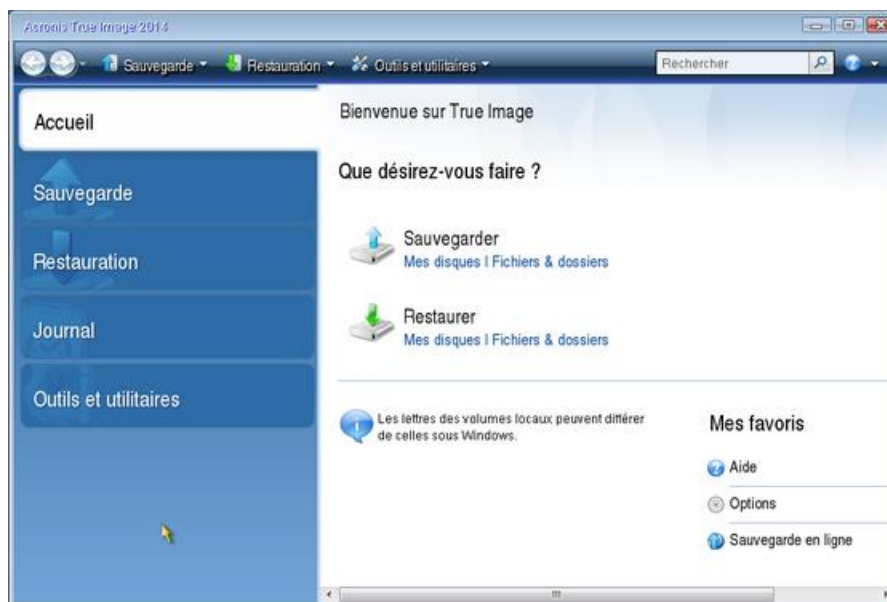 Acronis True Image 2014
Sauvegarde
Restauration
Outils et utilitaires
Rechercher
Accueil
Sauvegarde
Restauration
Journal
Outils et utilitaires
Bienvenue sur True Image
Que désirez-vous faire ?
Sauvegarder
Mes disques | Fichiers & dossiers
Restaurer
Mes disques | Fichiers & dossiers
Les lettres des volumes locaux peuvent différer
de celles sous Windows.
Mes favoris
Aide
Options
Sauvegarde en ligne